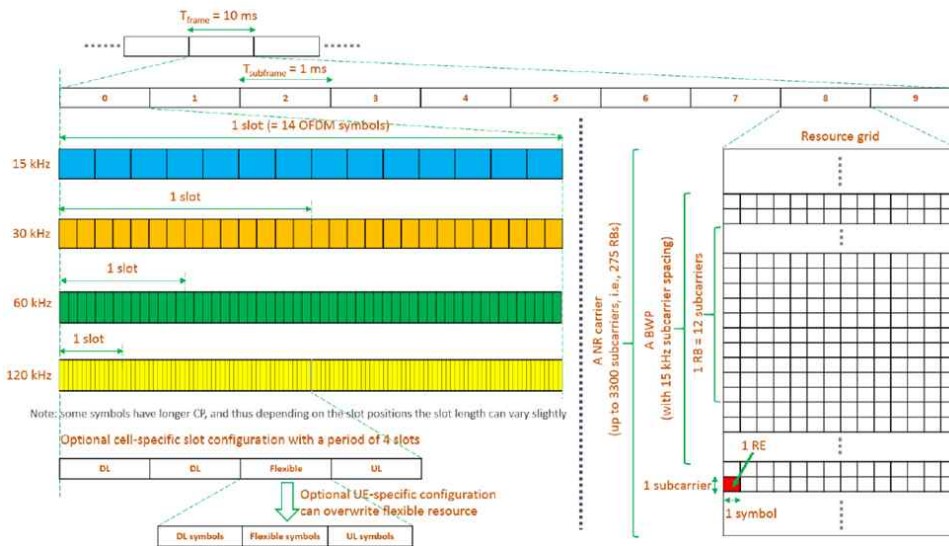 T_frame = 10 ms
T_subframe = 1 ms
0 1 2 3 4 5 6 7 8 9
1 slot (= 14 OFDM symbols)
15 kHz
1 slot
30 kHz
1 slot
60 kHz
1 slot
120 kHz
Note: some symbols have longer CP, and thus depending on the slot positions the slot length can vary slightly
Optional cell-specific slot configuration with a period of 4 slots
DL DL Flexible UL
Optional UE-specific configuration
can overwrite flexible resource
DL symbols Flexible symbols UL symbols
A NR carrier
(up to 3300 subcarriers, i.e., 275 RBs)
A BWP
(with 15 kHz subcarrier spacing)
1 RB = 12 subcarriers
Resource grid
1 RE
1 subcarrier
1 symbol